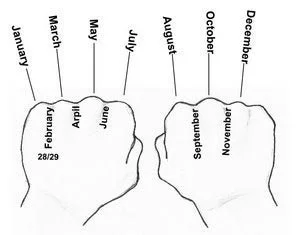 January
March
May
July
August
October
December
February
28/29
Arpil
June
September
November